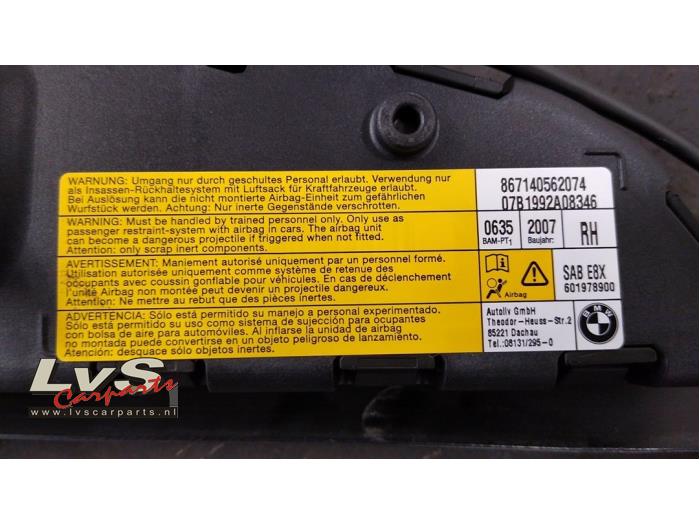 WARNUNG: Umgang nur durch geschultes Personal erlaubt. Verwendung nur
als Insassen-Rückhaltesystem mit Luftsack für Kraftfahrzeuge erlaubt.
Bei Auslösung kann die nicht montierte Airbag-Einheit zum gefährlichen
Wurfstück werden. Achtung: Nur inerte Gegenstände verschrotten.
WARNING: Must be handled by trained personnel only. Only use as
passenger restraint-system with airbag in cars. The airbag unit
can become a dangerous projectile if triggered when not fitted.
Attention: only scrap inert components.
AVERTISSEMENT: Maniement autorisé uniquement par un personnel formé.
Utilisation autorisée uniquement comme système de retenue des
occupants avec coussin gonflable pour véhicules. En cas de déclenchement
l'unité Airbag non montée peut devenir un projectile dangereux.
Attention: Ne mettre au rebut que des pièces inertes.
ADVERTENCIA: Sólo está permitido su manejo a personal experimentado.
Sólo está permitido su uso como sistema de sujección para ocupantes
con bolsa de aire para automóviles. Al inflarse la unidad de airbag
no montada puede convertirse en un objeto peligroso de lanzamiento.
Atención: desguace sólo objetos inertes.
867140562074
07B1992A08346
0635
BAM-PT1
2007
Baujahr:
RH
Airbag
SAB E8X
601978900
Autoliv GmbH
Theodor-Heuss-Str.2
85221 Dachau
Tel.:08131/295-0
BMW
LvS
Carparts
www.lvscarparts.nl